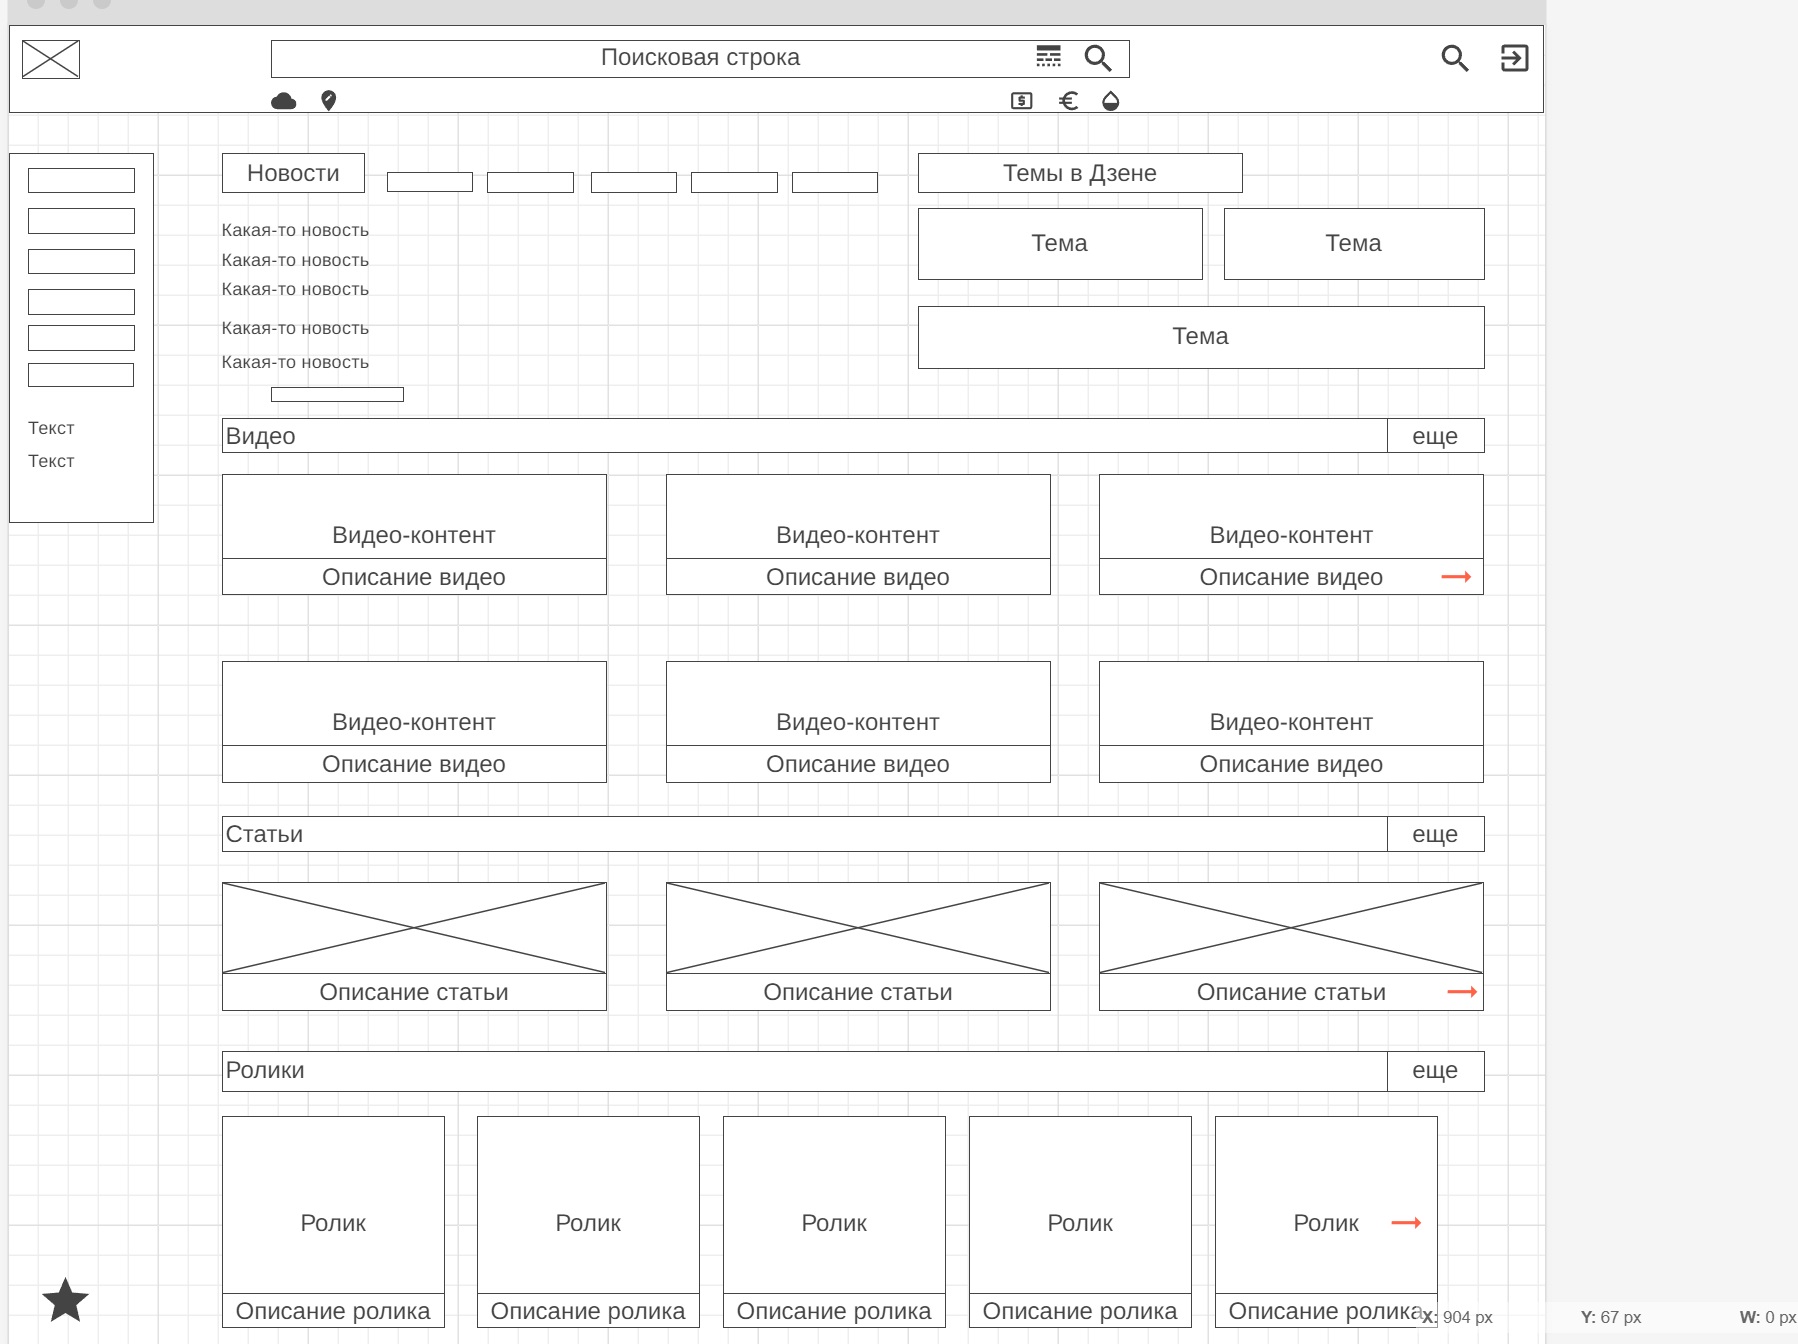 Поисковая строка
Новости
Темы в Дзене
Какая-то новость
Какая-то новость
Какая-то новость
Какая-то новость
Какая-то новость
Тема
Тема
Тема
Текст
Текст
Видео
еще
Видео-контент
Видео-контент
Видео-контент
Описание видео
Описание видео
Описание видео
Видео-контент
Видео-контент
Видео-контент
Описание видео
Описание видео
Описание видео
Статьи
еще
Описание статьи
Описание статьи
Описание статьи
Ролики
еще
Ролик
Ролик
Ролик
Ролик
Ролик
Описание ролика
Описание ролика
Описание ролика
Описание ролика
Описание ролика
X: 904 px
Y: 67 px
W: 0 px